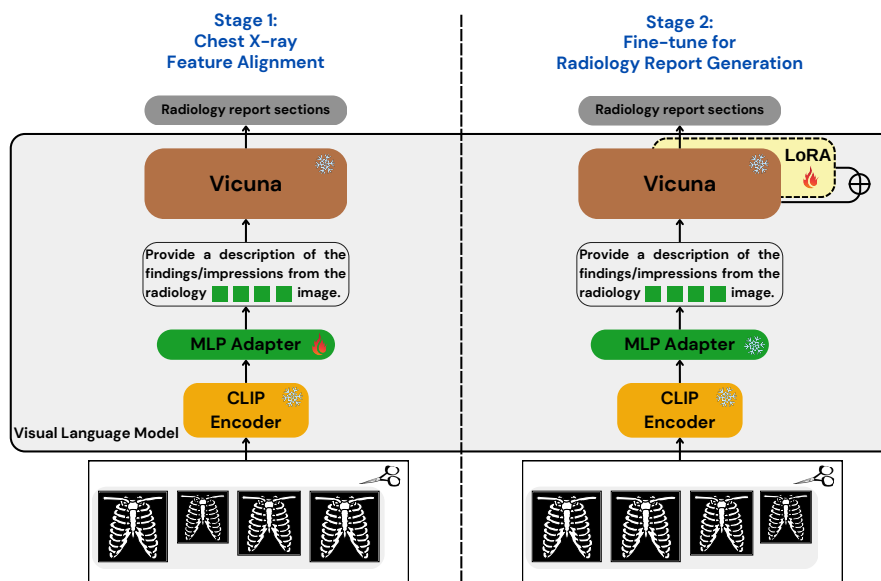 Stage 1:
Chest X-ray
Feature Alignment
Radiology report sections
Vicuna
Provide a description of the
findings/impressions from the
radiology image.
MLP Adapter
CLIP
Encoder
Visual Language Model
Stage 2:
Fine-tune for
Radiology Report Generation
Radiology report sections
LoRA
Vicuna
Provide a description of the
findings/impressions from the
radiology image.
MLP Adapter
CLIP
Encoder